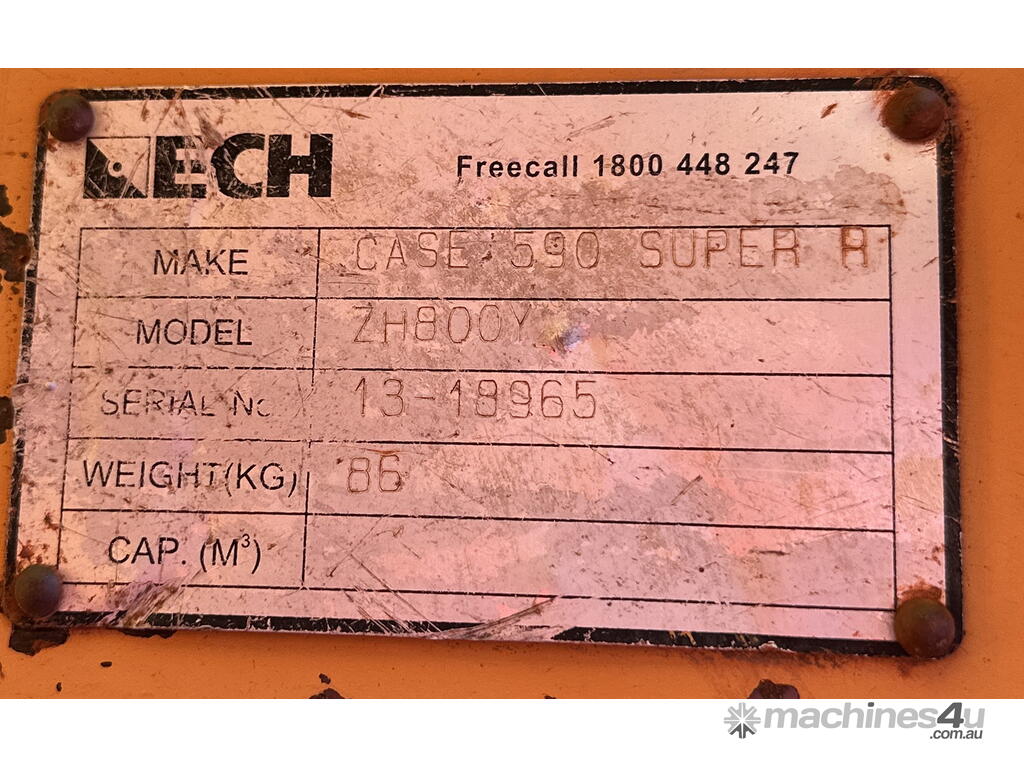 ECH
Freecall 1800 448 247
MAKE CASE 590 SUPER R
MODEL ZH800Y
SERIAL No 13-18965
WEIGHT(KG) 86
CAP. (M³)
machines4u
.com.au